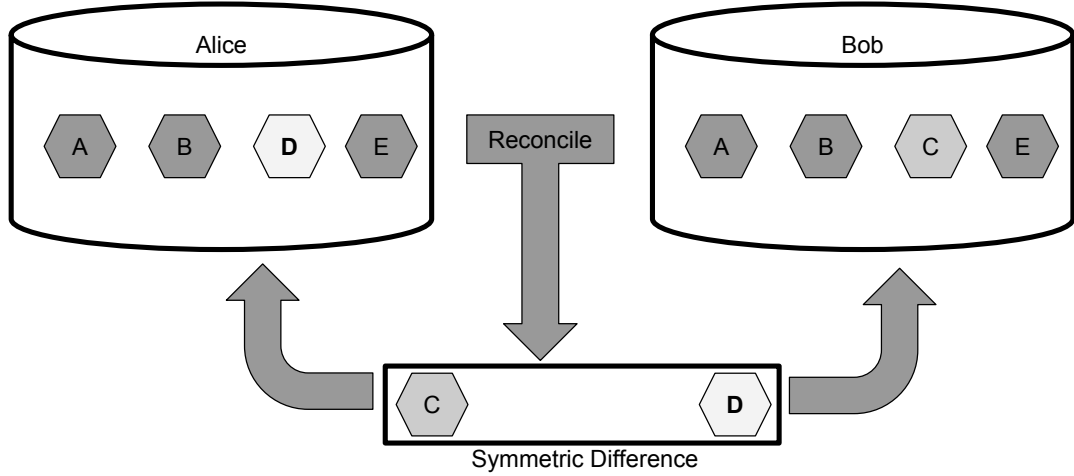 Alice
Bob
A B D E
Reconcile
A B C E
C D
Symmetric Difference